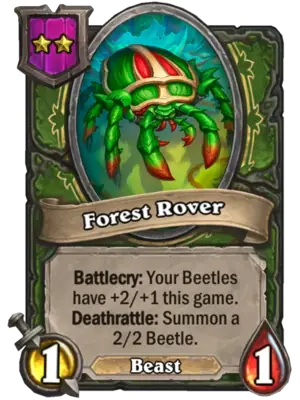 Forest Rover
Battlecry: Your Beetles
have +2/+1 this game.
Deathrattle: Summon a
2/2 Beetle.
1
1
Beast